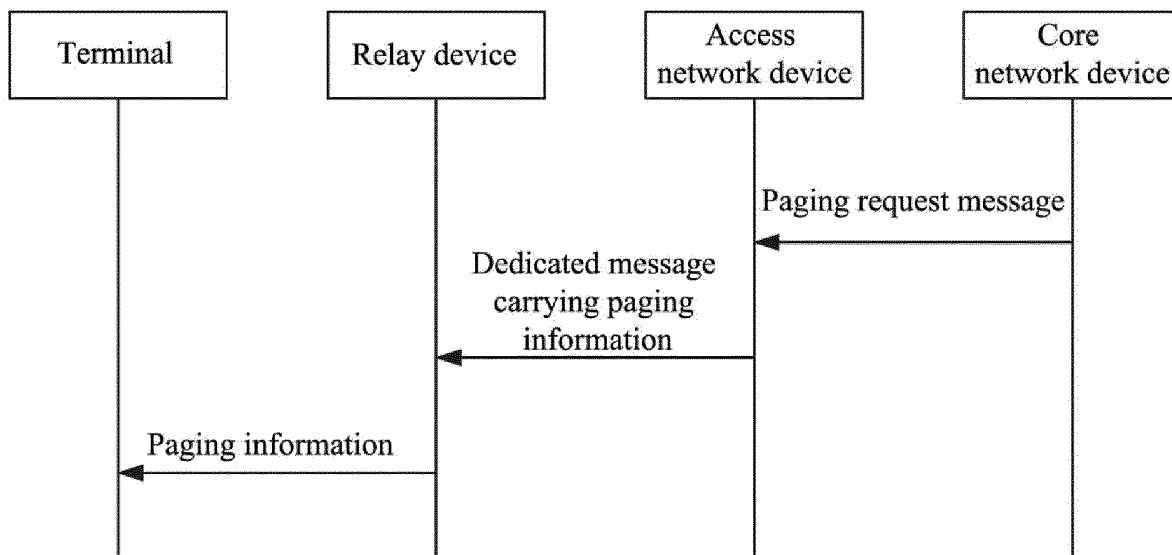 Terminal
Relay device
Access
network device
Core
network device
Paging request message
Dedicated message
carrying paging
information
Paging information